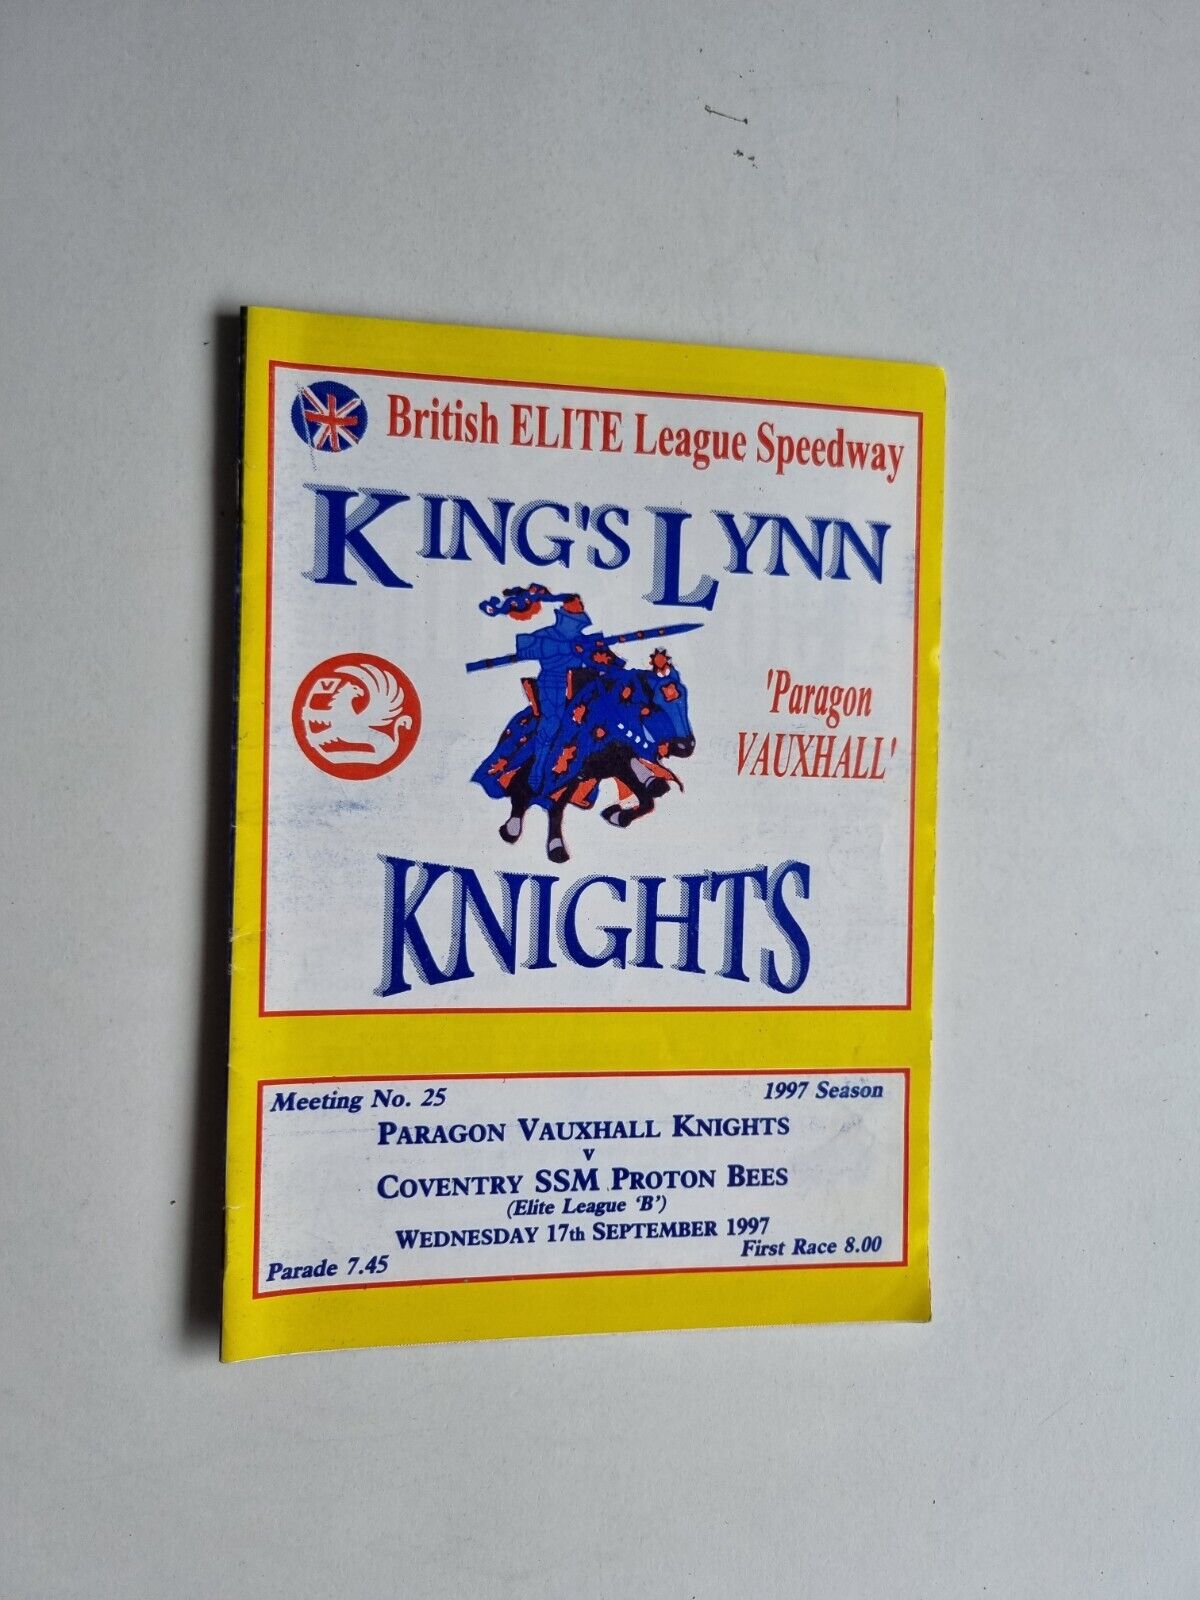 British ELITE League Speedway
KING'S LYNN
V
'Paragon
VAUXHALL'
KNIGHTS
Meeting No. 25
1997 Season
PARAGON VAUXHALL KNIGHTS
v
COVENTRY SSM PROTON BEES
(Elite League 'B')
WEDNESDAY 17th SEPTEMBER 1997
Parade 7.45
First Race 8.00